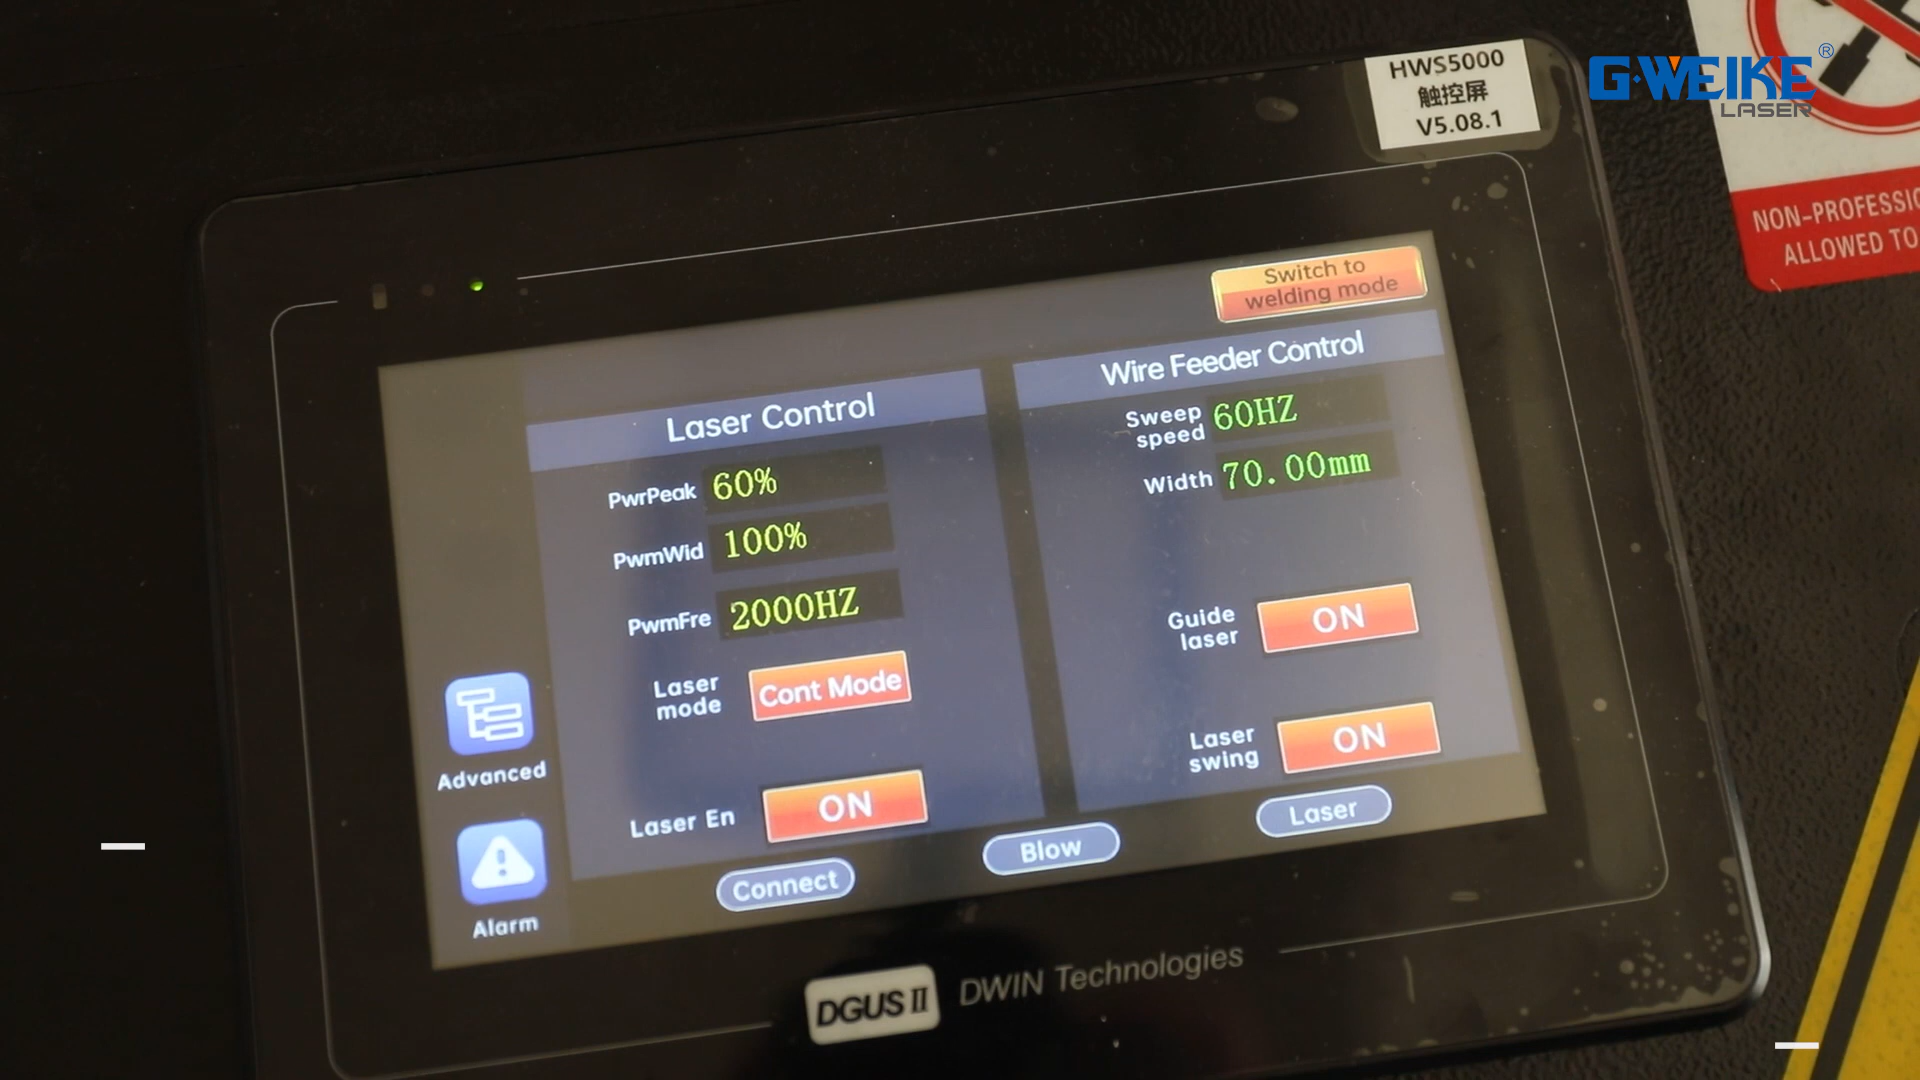 HWS5000
触控屏
V5.08.1
G·WEIKE®
LASER
NON-PROFESSIO
ALLOWED TO
Switch to
welding mode
Laser Control
PwrPeak 60%
PwmWid 100%
PwmFre 2000HZ
Laser
mode
Cont Mode
Laser En ON
Wire Feeder Control
Sweep
speed
60HZ
Width 70.00mm
Guide
laser
ON
Laser
swing
ON
Advanced
Alarm
Connect
Blow
Laser
DGUS II DWIN Technologies